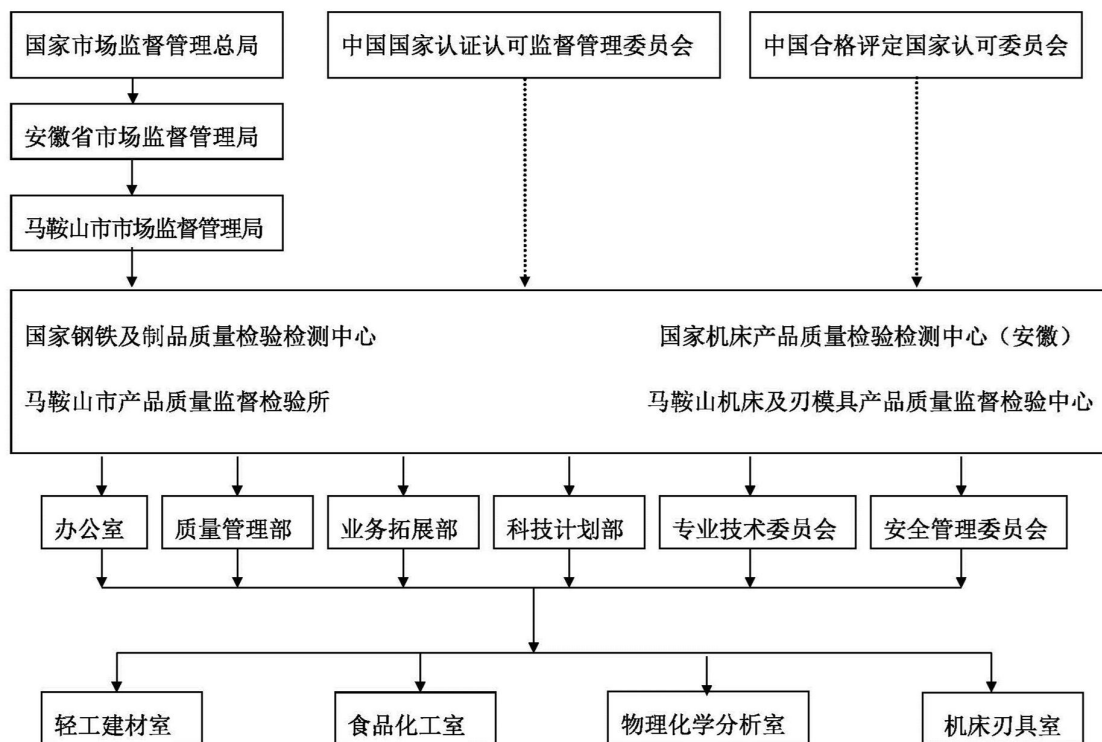 国家市场监督管理总局
中国国家认证认可监督管理委员会
中国合格评定国家认可委员会
安徽省市场监督管理局
马鞍山市市场监督管理局
国家钢铁及制品质量检验检测中心
国家机床产品质量检验检测中心（安徽）
马鞍山市产品质量监督检验所
马鞍山机床及刃模具产品质量监督检验中心
办公室
质量管理部
业务拓展部
科技计划部
专业技术委员会
安全管理委员会
轻工建材室
食品化工室
物理化学分析室
机床刃具室